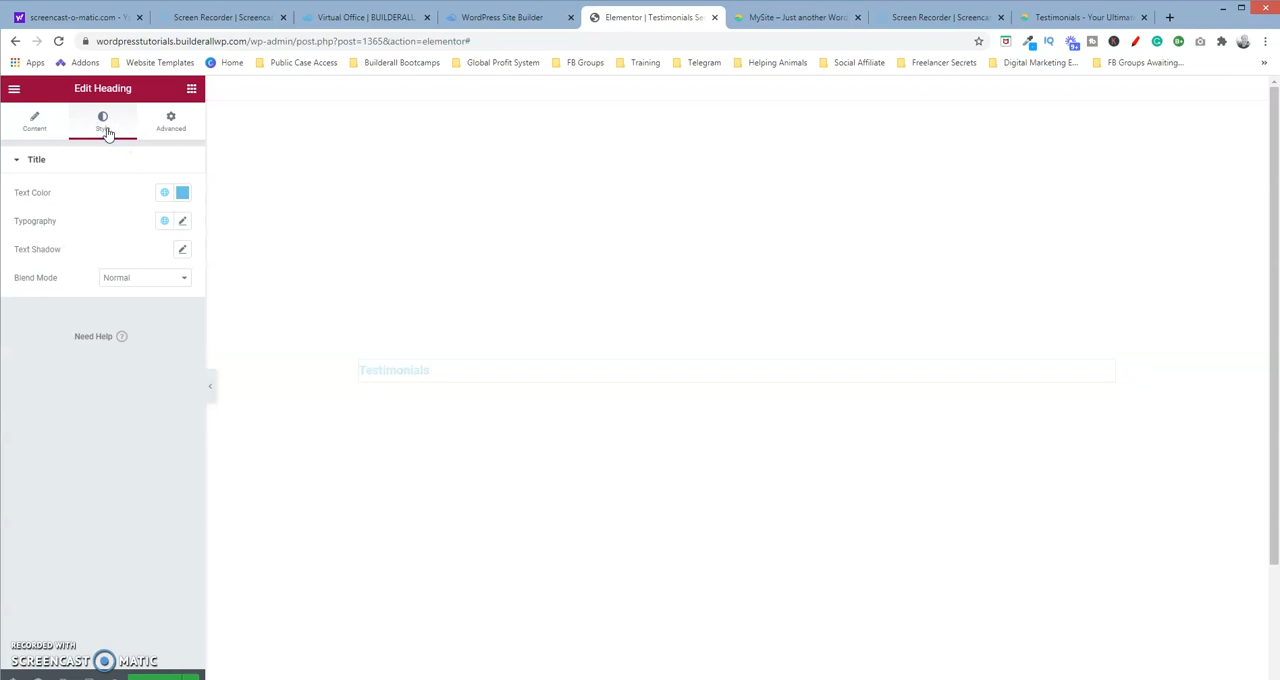 screencast-o-matic.com - Y
Screen Recorder | Screencas
Virtual Office | BUILDERALL
WordPress Site Builder
Elementor | Testimonials Se
MySite – Just another Word
Screen Recorder | Screencas
Testimonials - Your Ultimat
wordpresstutorials.builderallwp.com/wp-admin/post.php?post=1365&action=elementor#
Apps
Addons
Website Templates
Home
Public Case Access
Builderall Bootcamps
Global Profit System
FB Groups
Training
Telegram
Helping Animals
Social Affiliate
Freelancer Secrets
Digital Marketing E...
FB Groups Awaiting...
Edit Heading
Content
Style
Advanced
Title
Text Color
Typography
Text Shadow
Blend Mode
Normal
Need Help ?
Testimonials
RECORDED WITH
SCREENCAST MATIC